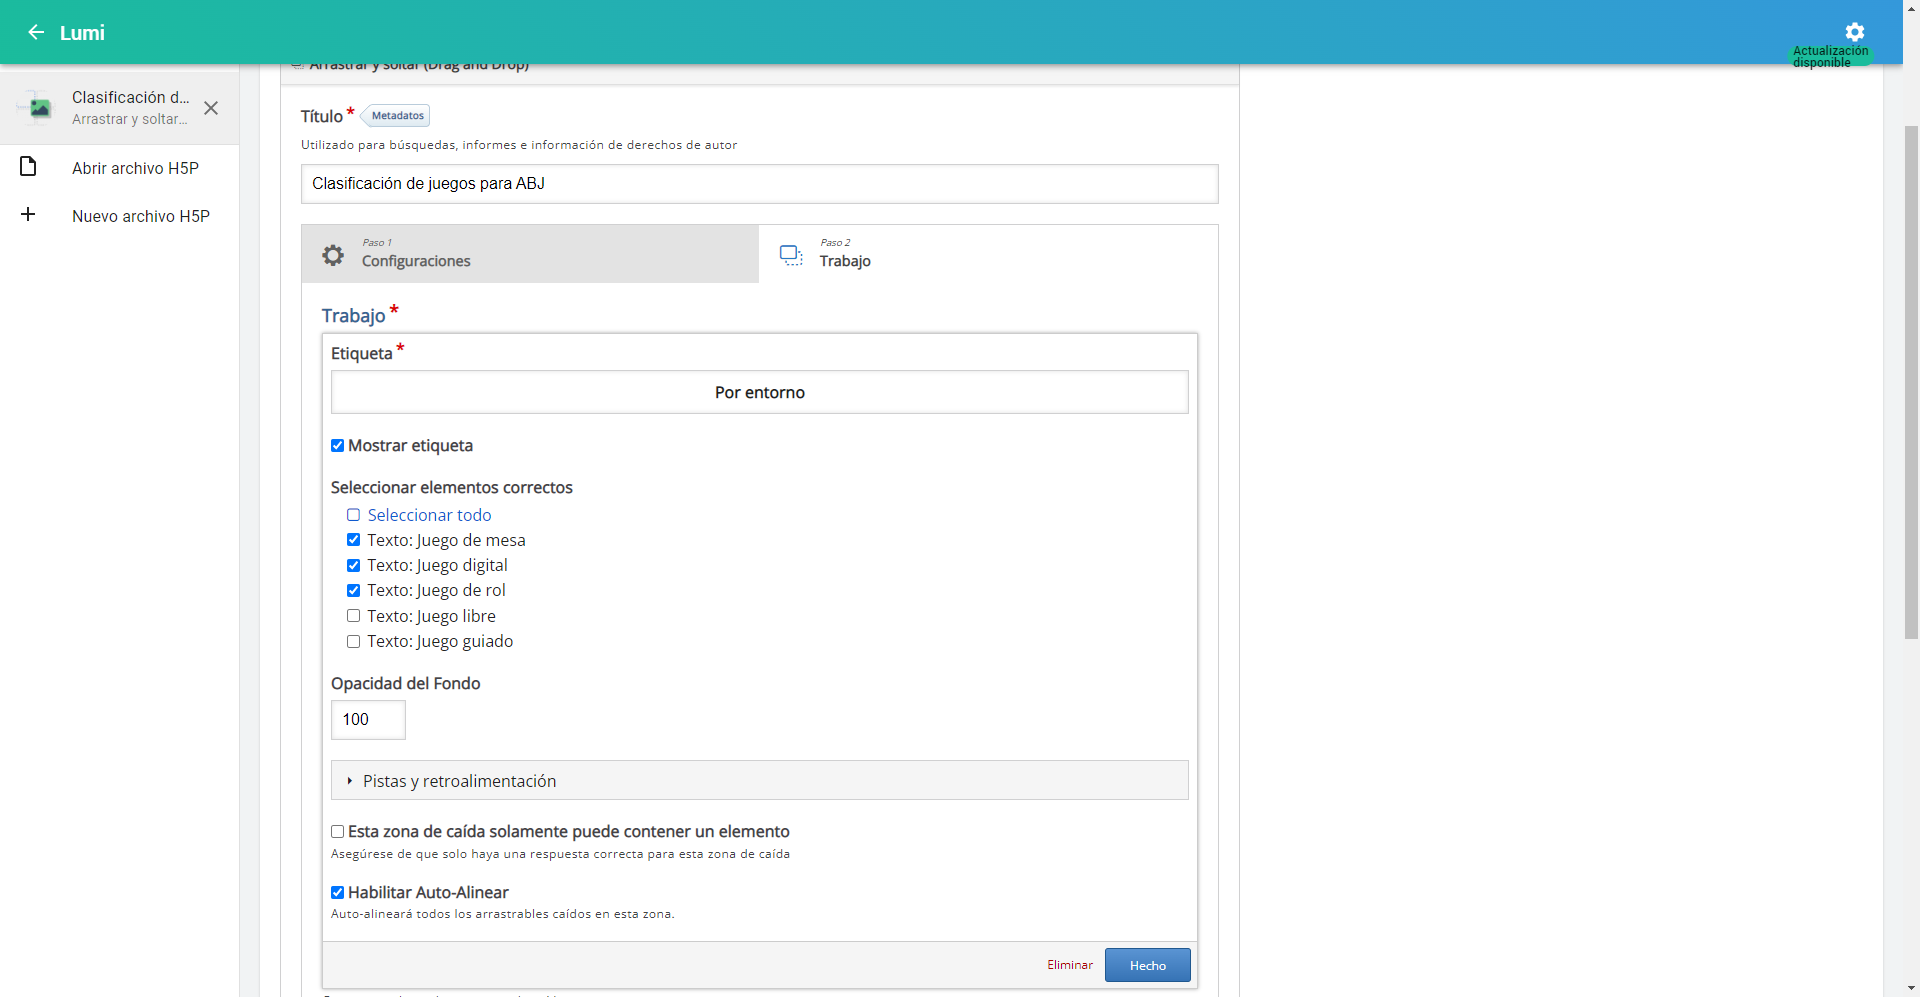 Lumi
Actualización
disponible
Clasificación d...
Arrastrar y soltar...
Abrir archivo H5P
Nuevo archivo H5P
Arrastrar y soltar (Drag and Drop)
Título*
Metadatos
Utilizado para búsquedas, informes e información de derechos de autor
Clasificación de juegos para ABJ
Paso 1
Configuraciones
Paso 2
Trabajo
Trabajo*
Etiqueta*
Por entorno
Mostrar etiqueta
Seleccionar elementos correctos
Seleccionar todo
Texto: Juego de mesa
Texto: Juego digital
Texto: Juego de rol
Texto: Juego libre
Texto: Juego guiado
Opacidad del Fondo
100
Pistas y retroalimentación
Esta zona de caída solamente puede contener un elemento
Asegúrese de que solo haya una respuesta correcta para esta zona de caída
Habilitar Auto-Alinear
Auto-alineará todos los arrastrables caídos en esta zona.
Eliminar
Hecho